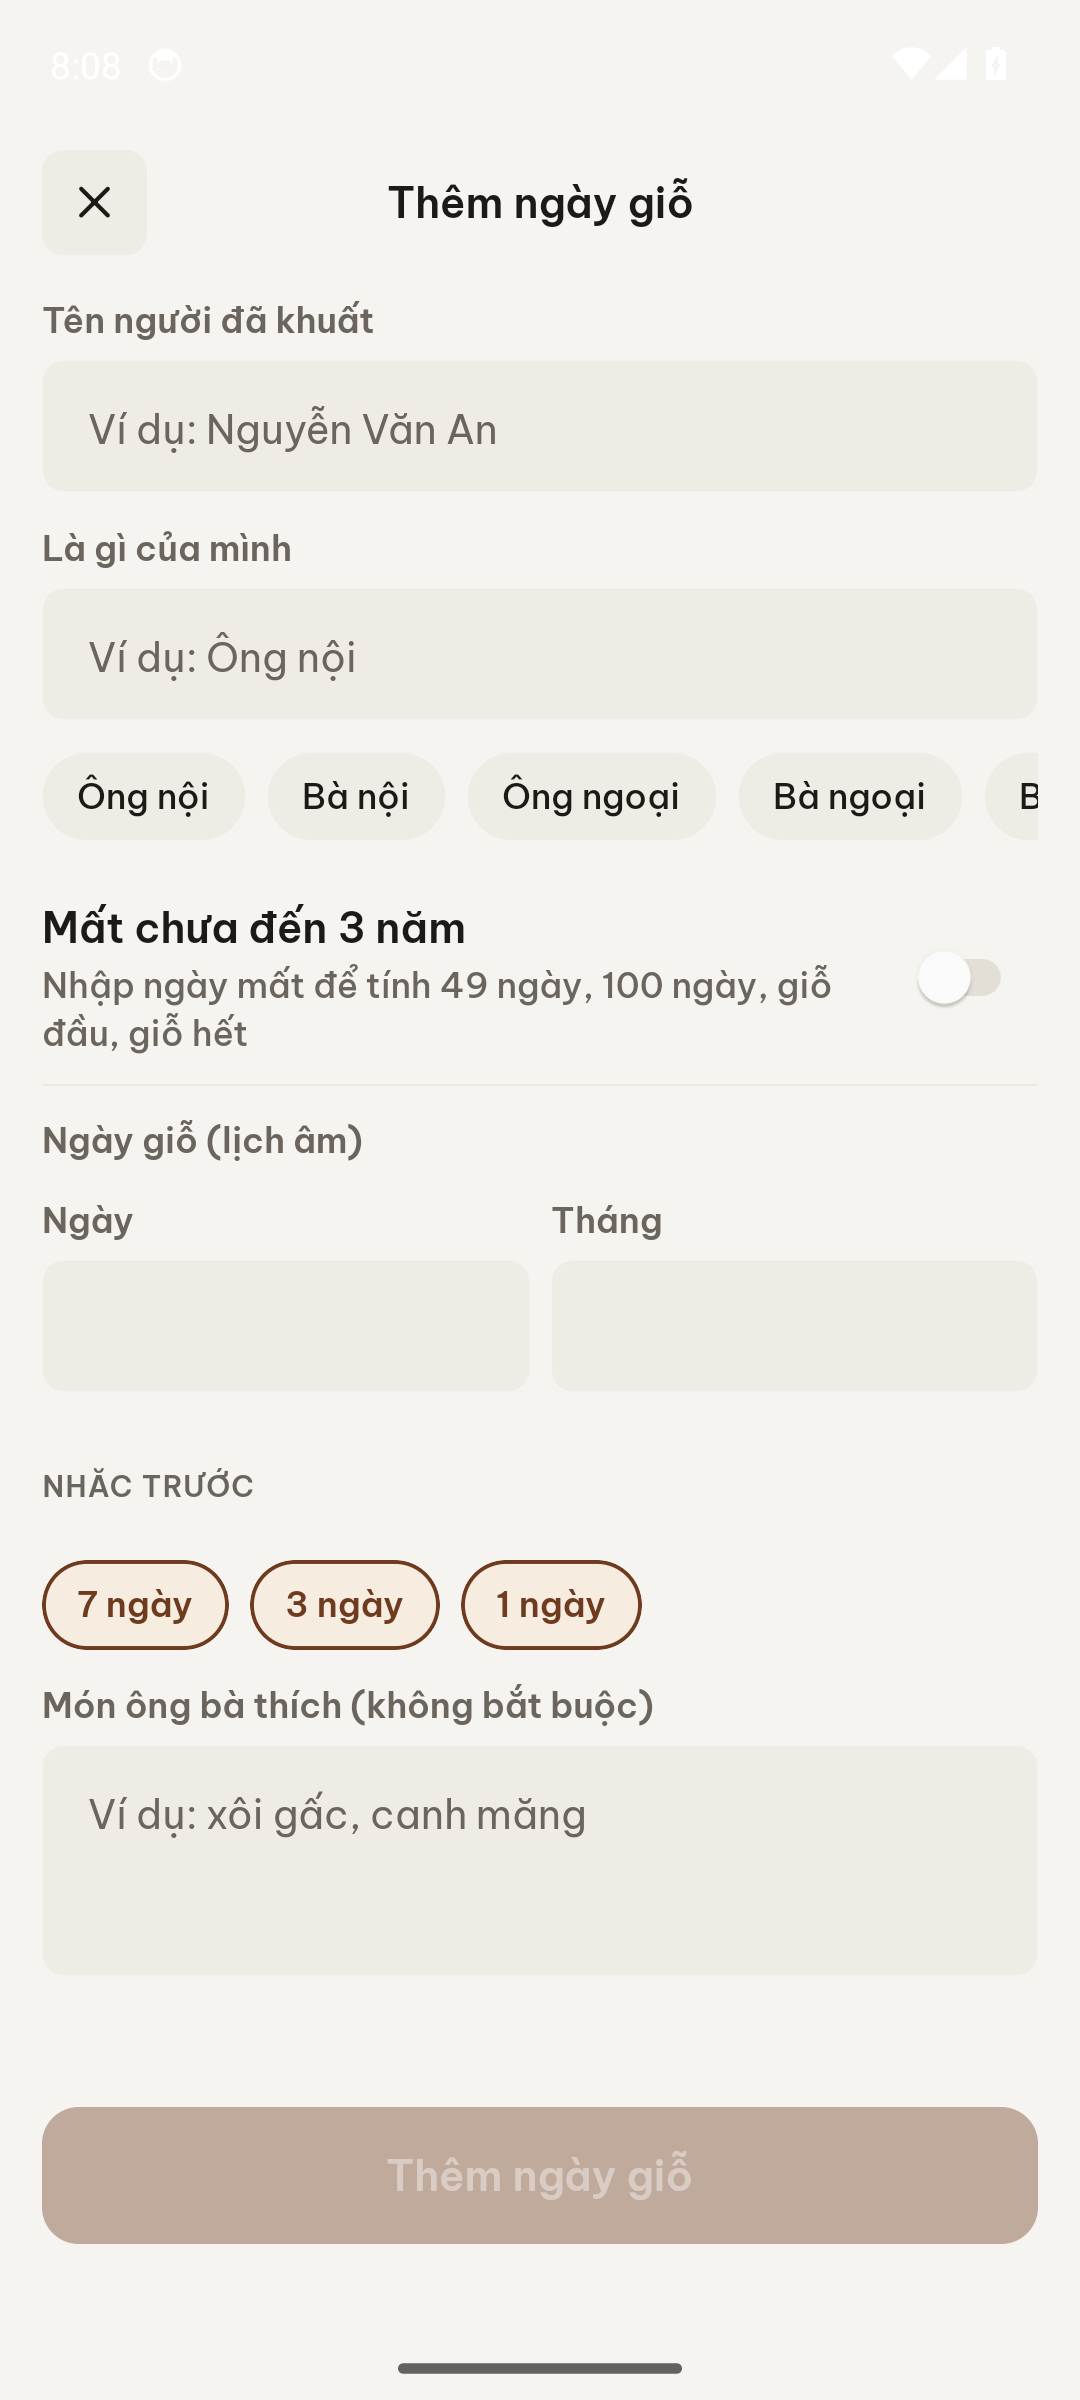 8:08
Thêm ngày giỗ
Tên người đã khuất
Ví dụ: Nguyễn Văn An
Là gì của mình
Ví dụ: Ông nội
Ông nội
Bà nội
Ông ngoại
Bà ngoại
B
Mất chưa đến 3 năm
Nhập ngày mất để tính 49 ngày, 100 ngày, giỗ
đầu, giỗ hết
Ngày giỗ (lịch âm)
Ngày
Tháng
NHẮC TRƯỚC
7 ngày
3 ngày
1 ngày
Món ông bà thích (không bắt buộc)
Ví dụ: xôi gấc, canh măng
Thêm ngày giỗ